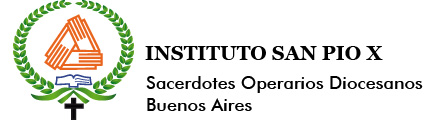 INSTITUTO SAN PIO X
Sacerdotes Operarios Diocesanos
Buenos Aires